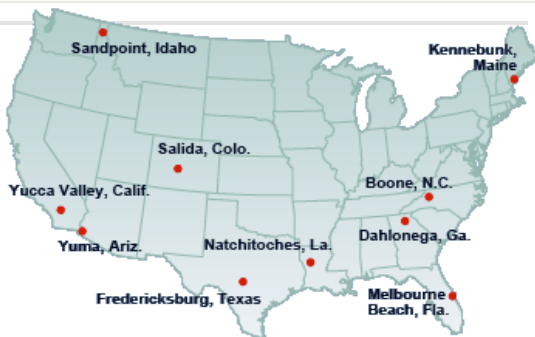 Sandpoint, Idaho
Kennebunk,
Maine
Salida, Colo.
Yucca Valley, Calif.
Boone, N.C.
Yuma, Ariz.
Natchitoches, La.
Dahlonega, Ga.
Fredericksburg, Texas
Melbourne
Beach, Fla.